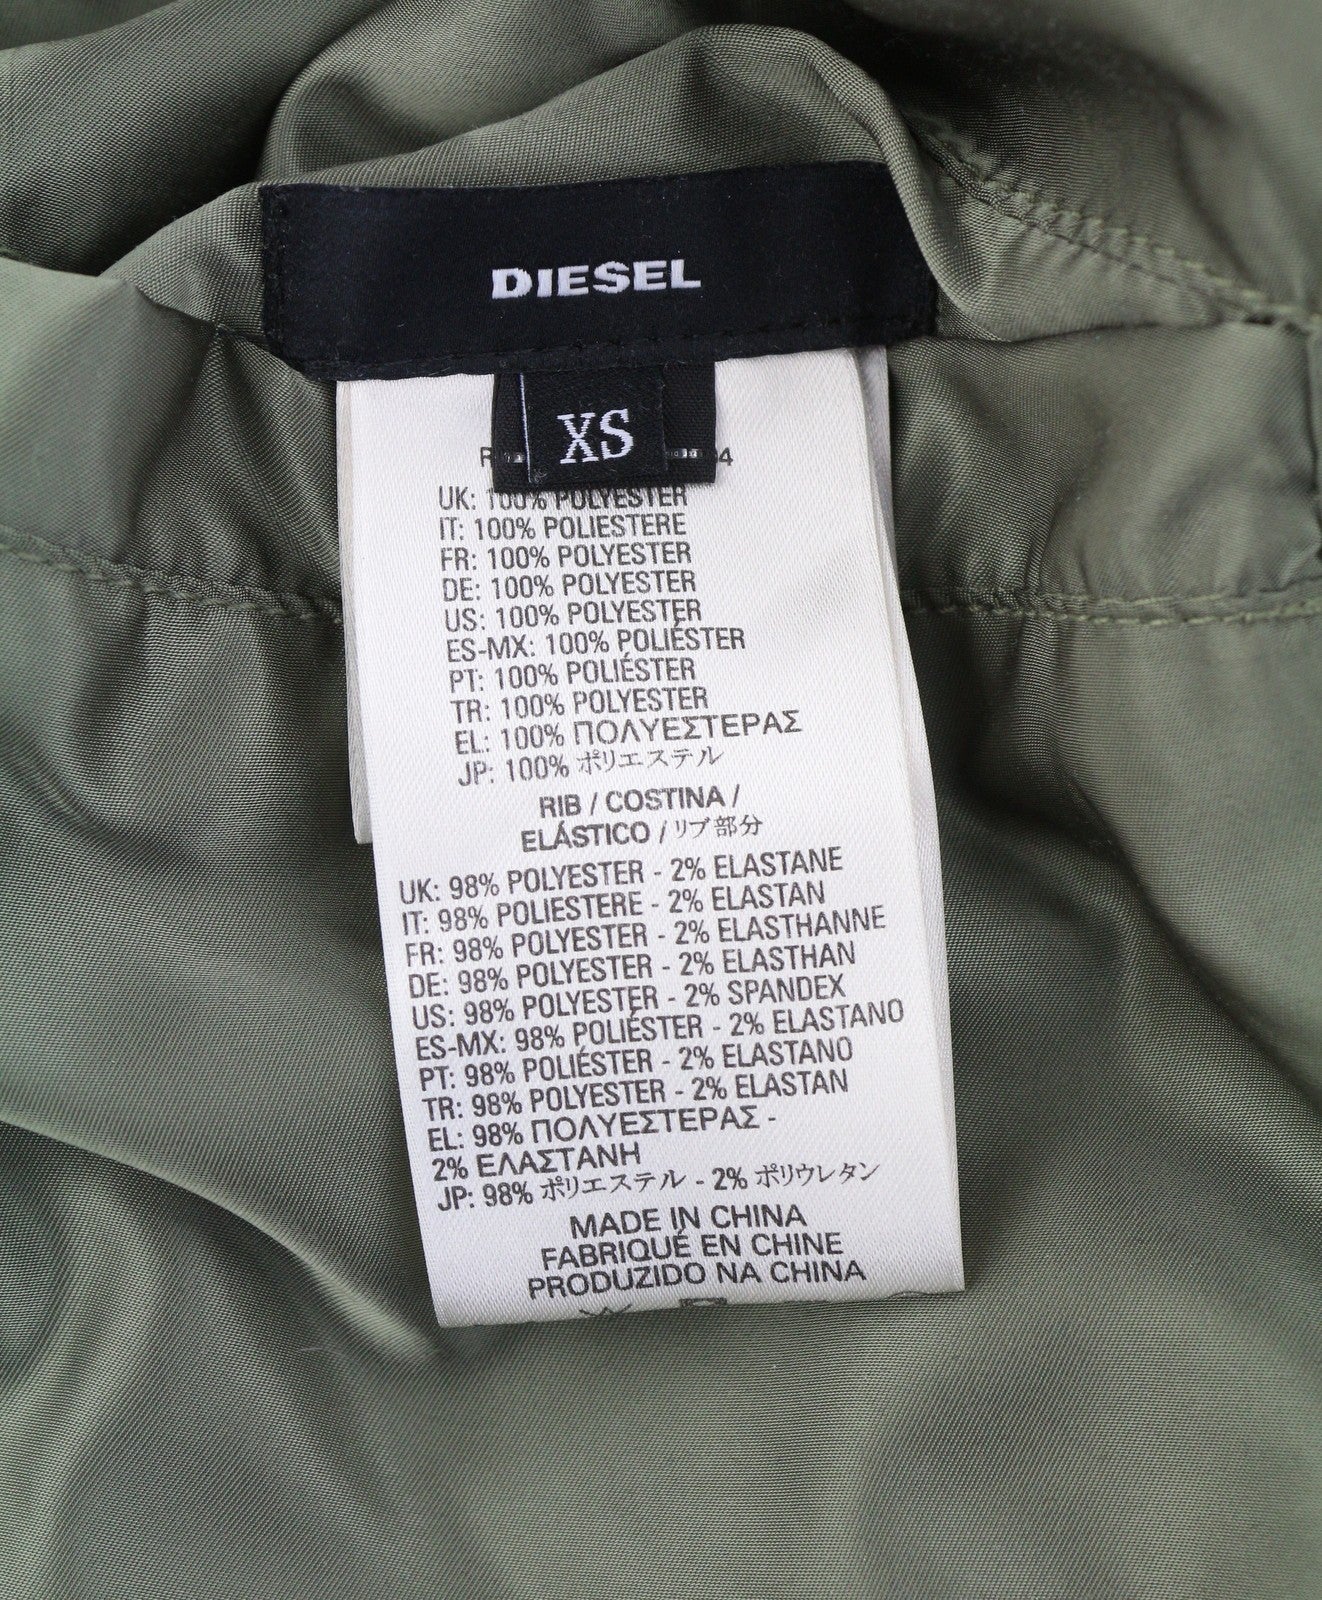 DIESEL
XS
UK: 100% POLYESTER
IT: 100% POLIESTERE
FR: 100% POLYESTER
DE: 100% POLYESTER
US: 100% POLYESTER
ES-MX: 100% POLIÉSTER
PT: 100% POLIÉSTER
TR: 100% POLYESTER
EL: 100% ΠΟΛΥΕΣΤΕΡΑΣ
JP: 100% ポリエステル
RIB / COSTINA /
ELÁSTICO / リブ部分
UK: 98% POLYESTER - 2% ELASTANE
IT: 98% POLIESTERE - 2% ELASTAN
FR: 98% POLYESTER - 2% ELASTHANNE
DE: 98% POLYESTER - 2% ELASTHAN
US: 98% POLYESTER - 2% SPANDEX
ES-MX: 98% POLIÉSTER - 2% ELASTANO
PT: 98% POLIÉSTER - 2% ELASTANO
TR: 98% POLYESTER - 2% ELASTAN
EL: 98% ΠΟΛΥΕΣΤΕΡΑΣ -
2% ΕΛΑΣΤΑΝΗ
JP: 98% ポリエステル - 2% ポリウレタン
MADE IN CHINA
FABRIQUÉ EN CHINE
PRODUZIDO NA CHINA